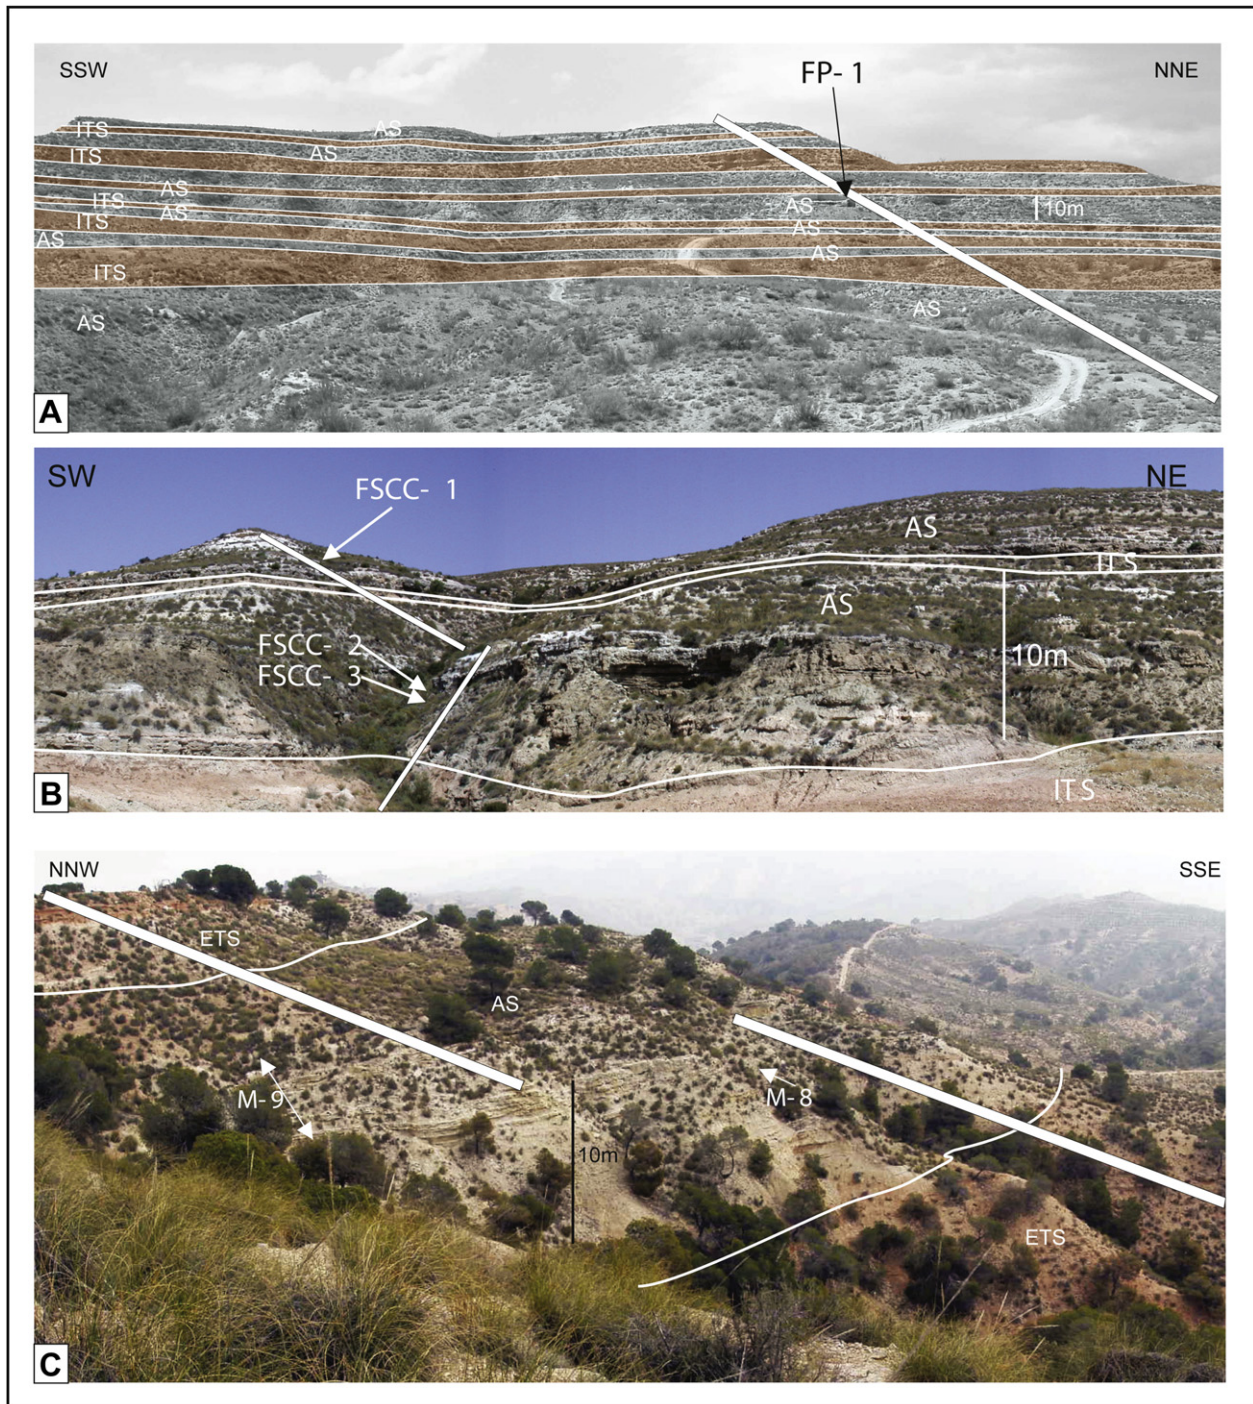 SSW
NNE
FP- 1
ITS
AS
ITS
AS
AS
ITS
AS
AS
10m
ITS
AS
AS
AS
ITS
AS
AS
A
SW
NE
FSCC- 1
AS
ITS
AS
FSCC- 2
FSCC- 3
10m
ITS
B
NNW
SSE
ETS
AS
M- 9
M- 8
10m
ETS
C